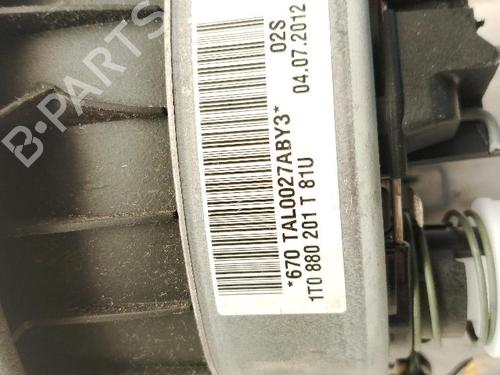 02S
04.07.2012
*670 TAL0027ABY3*
1T0 880 201 T 81U
B-PARTS